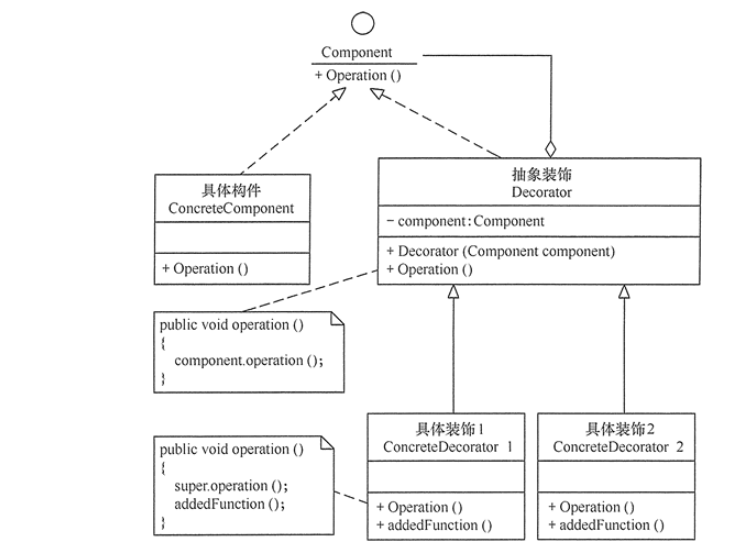 Component
+ Operation ()
具体构件
ConcreteComponent
+ Operation ()
抽象装饰
Decorator
- component:Component
+ Decorator (Component component)
+ Operation ()
public void operation ()
{
component.operation ();
}
具体装饰1
ConcreteDecorator 1
+ Operation ()
+ addedFunction ()
具体装饰2
ConcreteDecorator 2
+ Operation ()
+ addedFunction ()
public void operation ()
{
super.operation ();
addedFunction ();
}